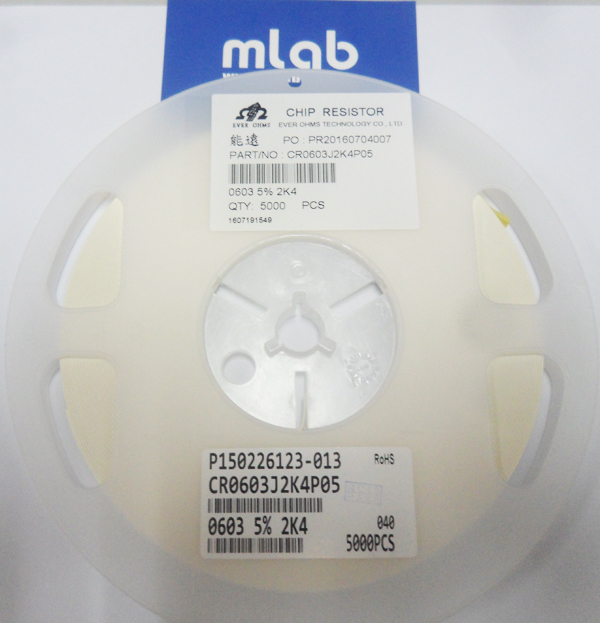 mlab
CHIP RESISTOR
EVER OHMS
EVER OHMS TECHNOLOGY CO., LTD
能遠 PO : PR20160704007
PART/NO : CR0603J2K4P05
0603 5% 2K4
QTY: 5000 PCS
1607191549
P150226123-013 RoHS
CR0603J2K4P05
0603 5% 2K4 040
5000PCS